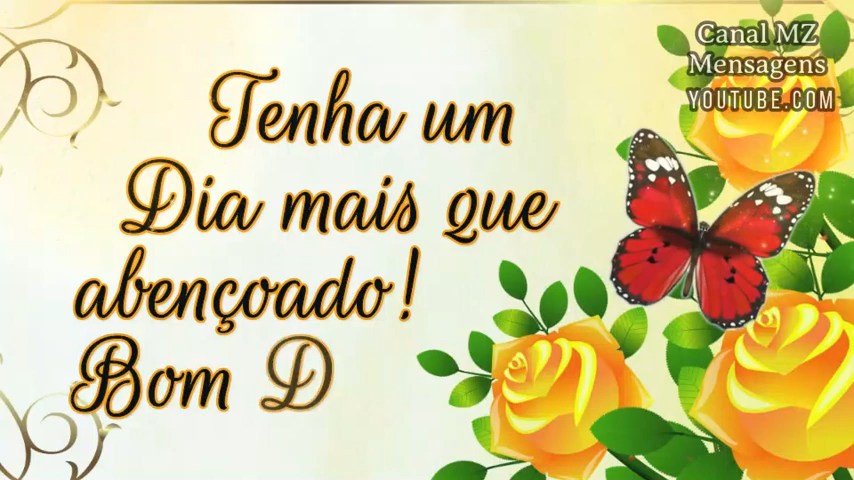 Canal MZ
Mensagens
YOUTUBE.COM
Tenha um
Dia mais que
abençoado!
Bom D